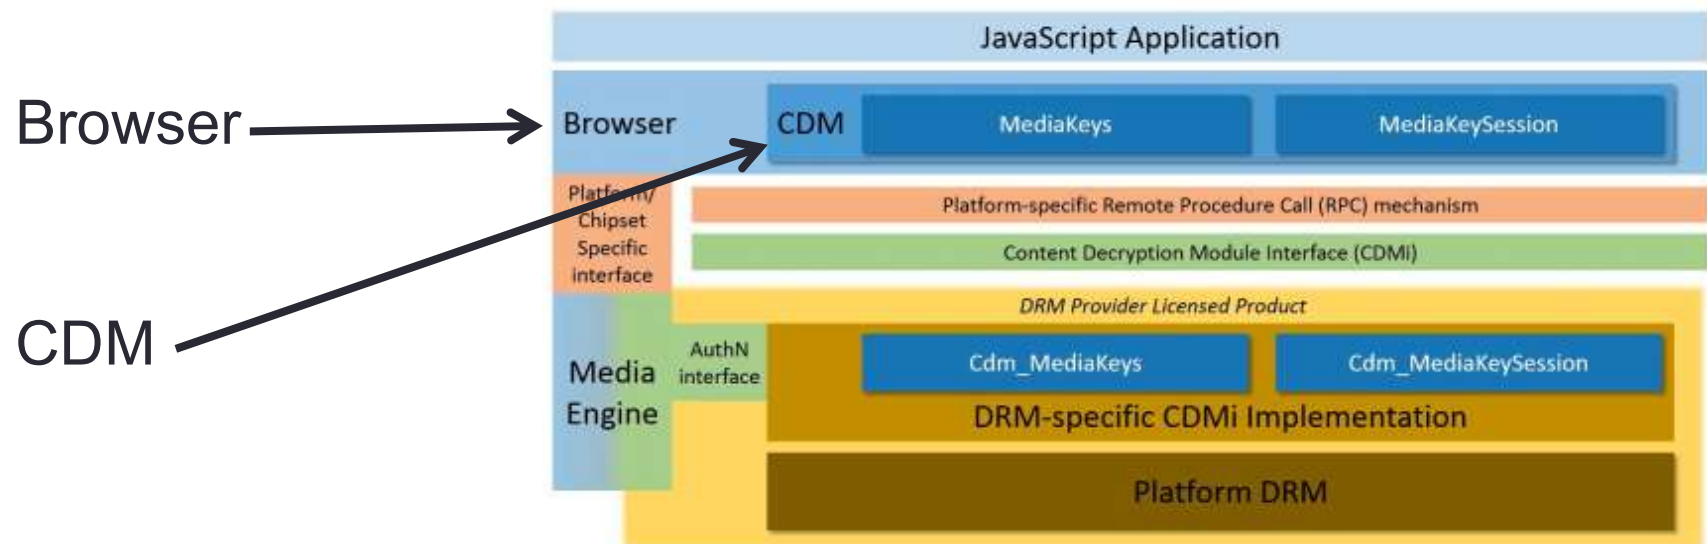 JavaScript Application
Browser
Browser
CDM
MediaKeys
MediaKeySession
Platform/
Chipset
Specific
interface
Platform-specific Remote Procedure Call (RPC) mechanism
Content Decryption Module Interface (CDMi)
DRM Provider Licensed Product
CDM
Media
Engine
AuthN
interface
Cdm_MediaKeys
Cdm_MediaKeySession
DRM-specific CDMi Implementation
Platform DRM